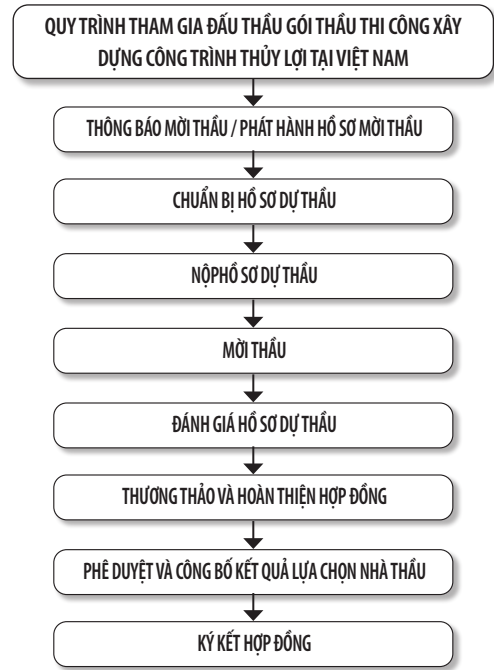 QUY TRÌNH THAM GIA ĐẤU THẦU GÓI THẦU THI CÔNG XÂY
DỰNG CÔNG TRÌNH THỦY LỢI TẠI VIỆT NAM
THÔNG BÁO MỜI THẦU / PHÁT HÀNH HỒ SƠ MỜI THẦU
CHUẨN BỊ HỒ SƠ DỰ THẦU
NỘPHỒ SƠ DỰ THẦU
MỜI THẦU
ĐÁNH GIÁ HỒ SƠ DỰ THẦU
THƯƠNG THẢO VÀ HOÀN THIỆN HỢP ĐỒNG
PHÊ DUYỆT VÀ CÔNG BỐ KẾT QUẢ LỰA CHỌN NHÀ THẦU
KÝ KẾT HỢP ĐỒNG